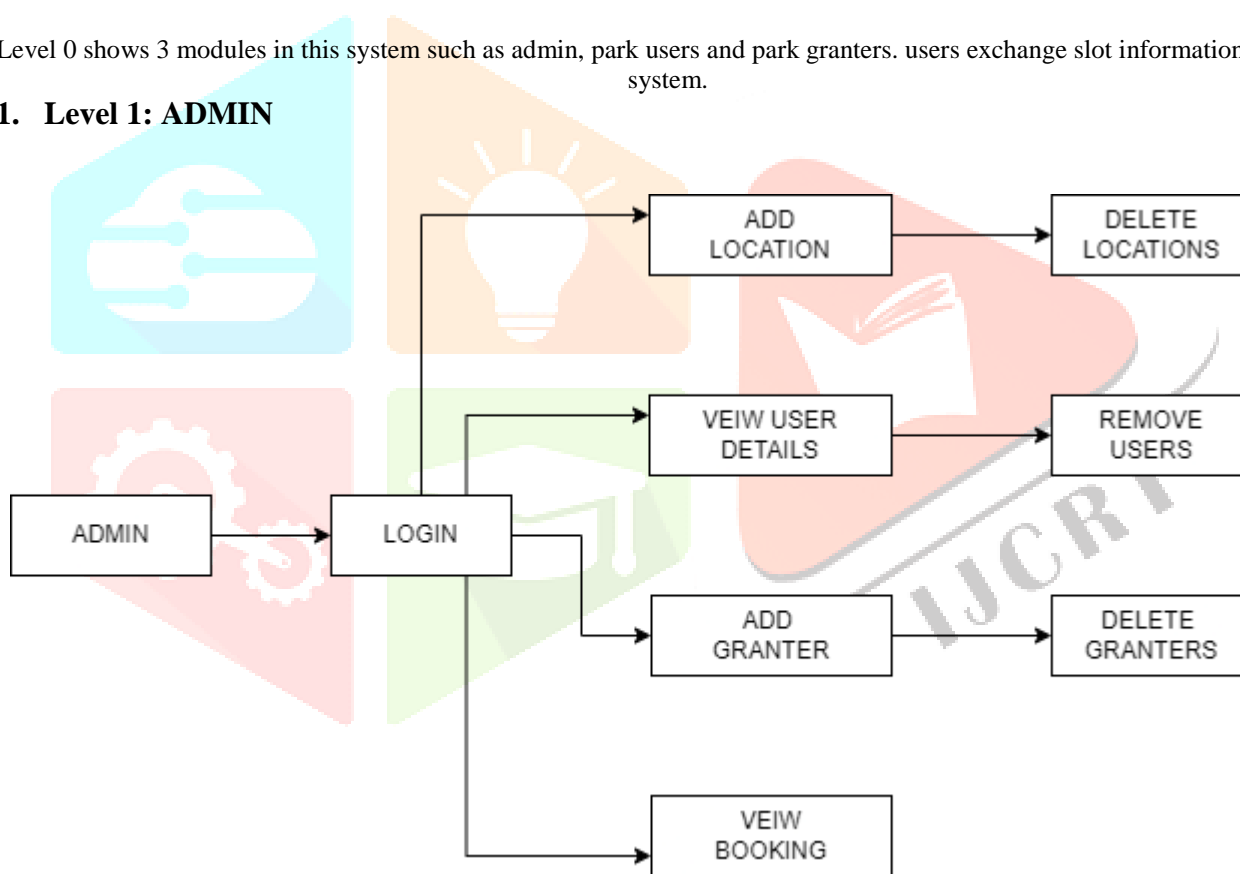 Level 0 shows 3 modules in this system such as admin, park users and park granters. users exchange slot information
system.
1. Level 1: ADMIN
ADD
LOCATION
DELETE
LOCATIONS
VEIW USER
DETAILS
REMOVE
USERS
ADMIN
LOGIN
IJCRT
ADD
GRANTER
DELETE
GRANTERS
VEIW
BOOKING